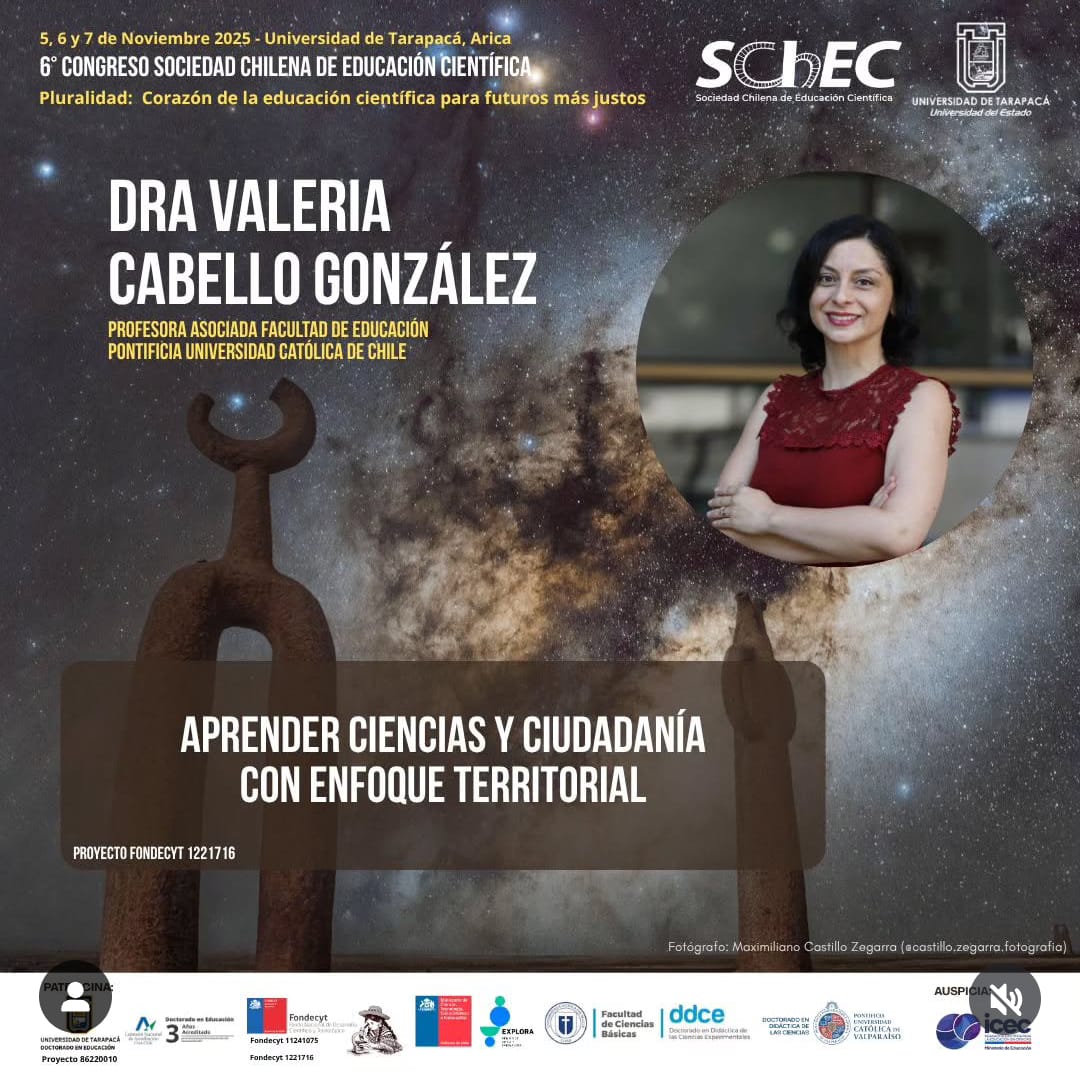 5, 6 y 7 de Noviembre 2025 - Universidad de Tarapacá, Arica
6° CONGRESO SOCIEDAD CHILENA DE EDUCACIÓN CIENTÍFICA,
Pluralidad: Corazón de la educación científica para futuros más justos
SChEC
Sociedad Chilena de Educación Científica
UNIVERSIDAD DE TARAPACÁ
Universidad del Estado
DRA VALERIA
CABELLO GONZÁLEZ
PROFESORA ASOCIADA FACULTAD DE EDUCACIÓN
PONTIFICIA UNIVERSIDAD CATÓLICA DE CHILE
APRENDER CIENCIAS Y CIUDADANÍA
CON ENFOQUE TERRITORIAL
PROYECTO FONDECYT 1221716
Fotógrafo: Maximiliano Castillo Zegarra (@castillo.zegarra.fotografia)
UNIVERSIDAD DE TARAPACÁ
DOCTORADO EN EDUCACIÓN
Proyecto 86220010
Doctorado en Educación
3 Años
Acreditado
Fondecyt
Fondecyt 11241075
Fondecyt 1221716
EXPLORA
Facultad
de Ciencias
Básicas
ddce
Doctorado en Didáctica de
las Ciencias Experimentales
DOCTORADO EN
DIDÁCTICA DE
LAS CIENCIAS
PONTIFICIA
UNIVERSIDAD
CATÓLICA DE
VALPARAÍSO
icec
Ministerio de Educación